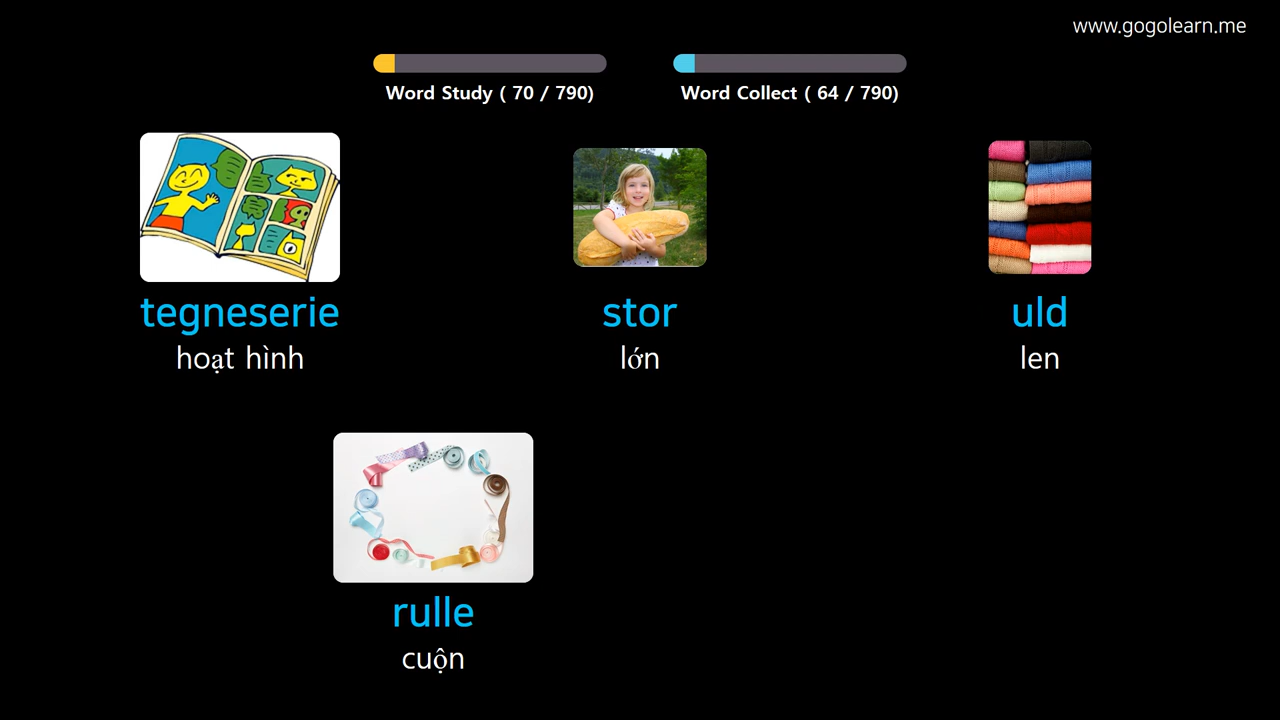 www.gogolearn.me
Word Study ( 70 / 790)
Word Collect ( 64 / 790)
tegneserie
hoạt hình
stor
lớn
uld
len
rulle
cuộn